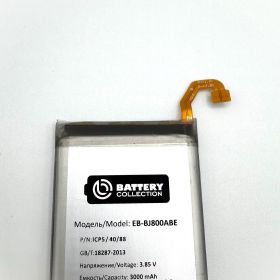 BATTERY
COLLECTION
Модель/Model: EB-BJ800ABE
P/N:ICP5/40/88
GB/T:18287-2013
Напряжение/Voltage: 3.85 V
Емкость/Capacity: 3000 mAh